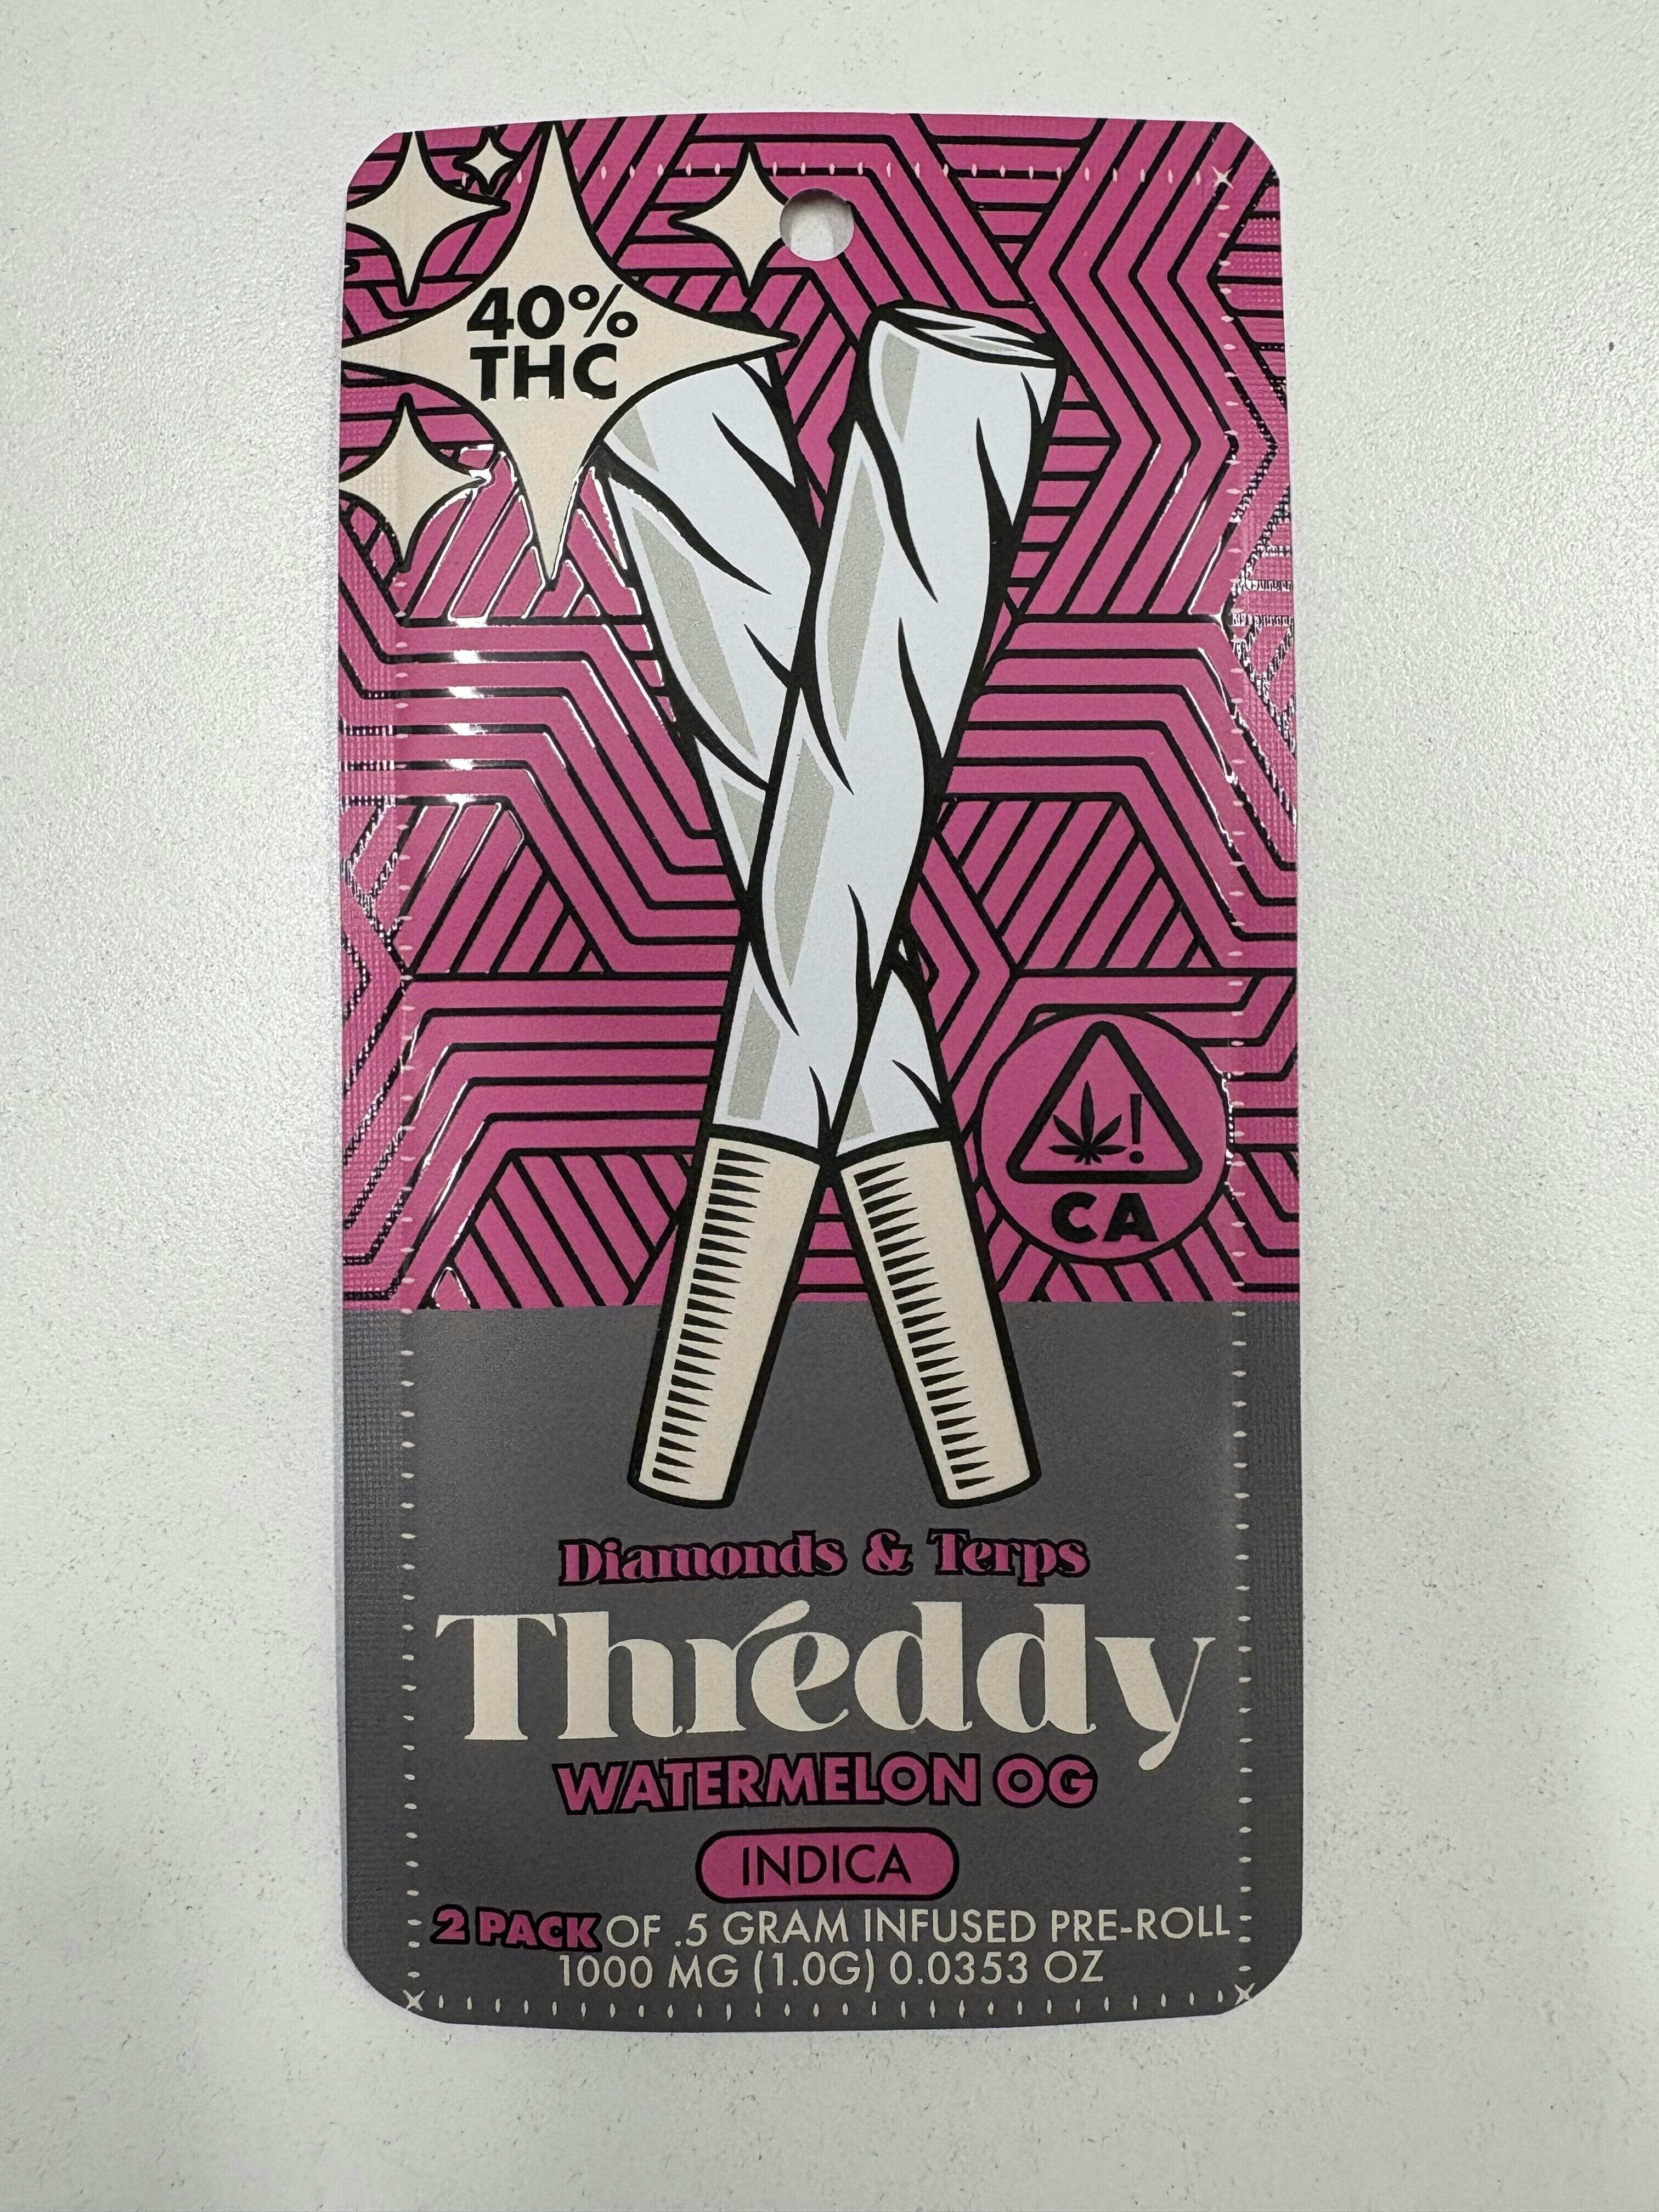 40%
THC
!
CA
Diamonds & Terps
Threddy
WATERMELON OG
INDICA
2 PACK OF .5 GRAM INFUSED PRE-ROLL
1000 MG (1.0G) 0.0353 OZ